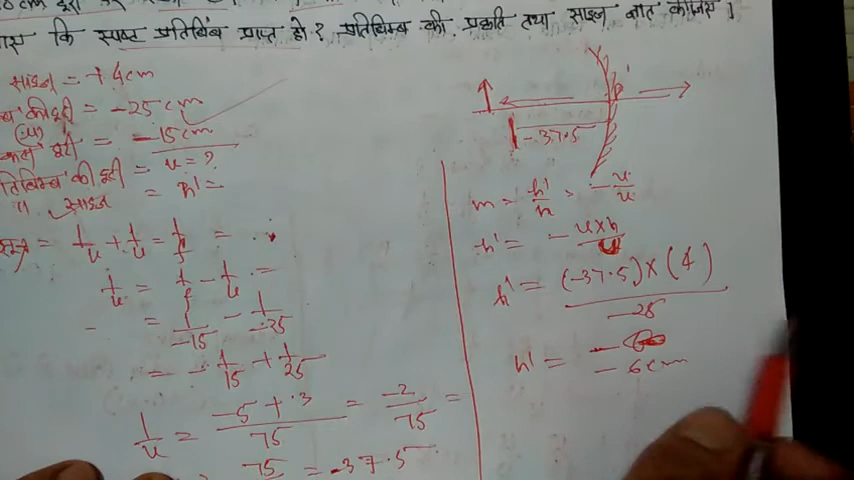 कि स्पष्ट प्रतिबिंब प्राप्त हो ? प्रतिबिम्ब की प्रकृति तथा साइज ज्ञात कीजिए ।
साइज = +4cm
की दूरी = -25cm
(u)
दूरी = -15cm
की दूरी = u = ?
" साइज = h' =
सूत्र = 1/u + 1/u = 1/f =
1/u = 1/f - 1/u =
= 1/-15 - 1/-25
= - 1/15 + 1/25
1/u = -5+3/75 = -2/75 =
75 = -37.5
P
-37.5
m = h'/h = -u/u
h' = - u×h/u
h' = (-37.5)×(4)/-25
h' = -6cm